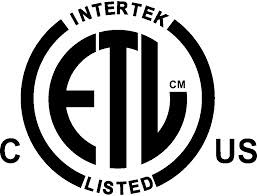 INTERTEK
ETL CM
C US
LISTED